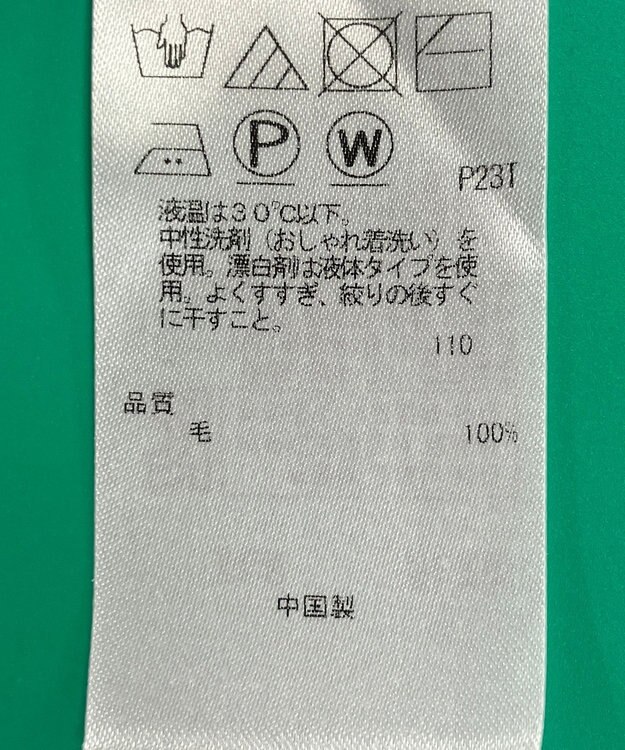 P W
P23T
液温は30℃以下。
中性洗剤(おしゃれ着洗い)を
使用。漂白剤は液体タイプを使
用。よくすすぎ、絞りの後すぐ
に干すこと。
110
品質
毛 100%
中国製